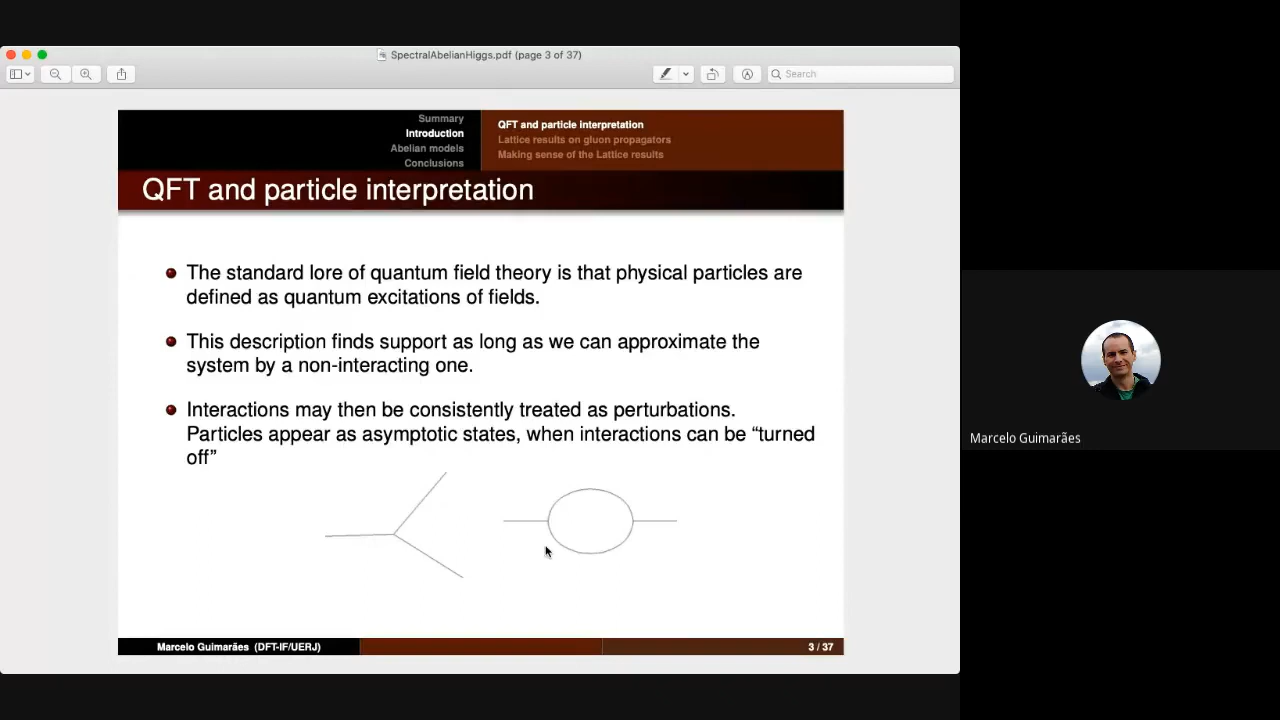 SpectralAbelianHiggs.pdf (page 3 of 37)
Search
Summary
Introduction
Abelian models
Conclusions
QFT and particle interpretation
Lattice results on gluon propagators
Making sense of the Lattice results
QFT and particle interpretation
The standard lore of quantum field theory is that physical particles are
defined as quantum excitations of fields.
This description finds support as long as we can approximate the
system by a non-interacting one.
Interactions may then be consistently treated as perturbations.
Particles appear as asymptotic states, when interactions can be “turned
off”
Marcelo Guimarães (DFT-IF/UERJ)
3 / 37
Marcelo Guimarães